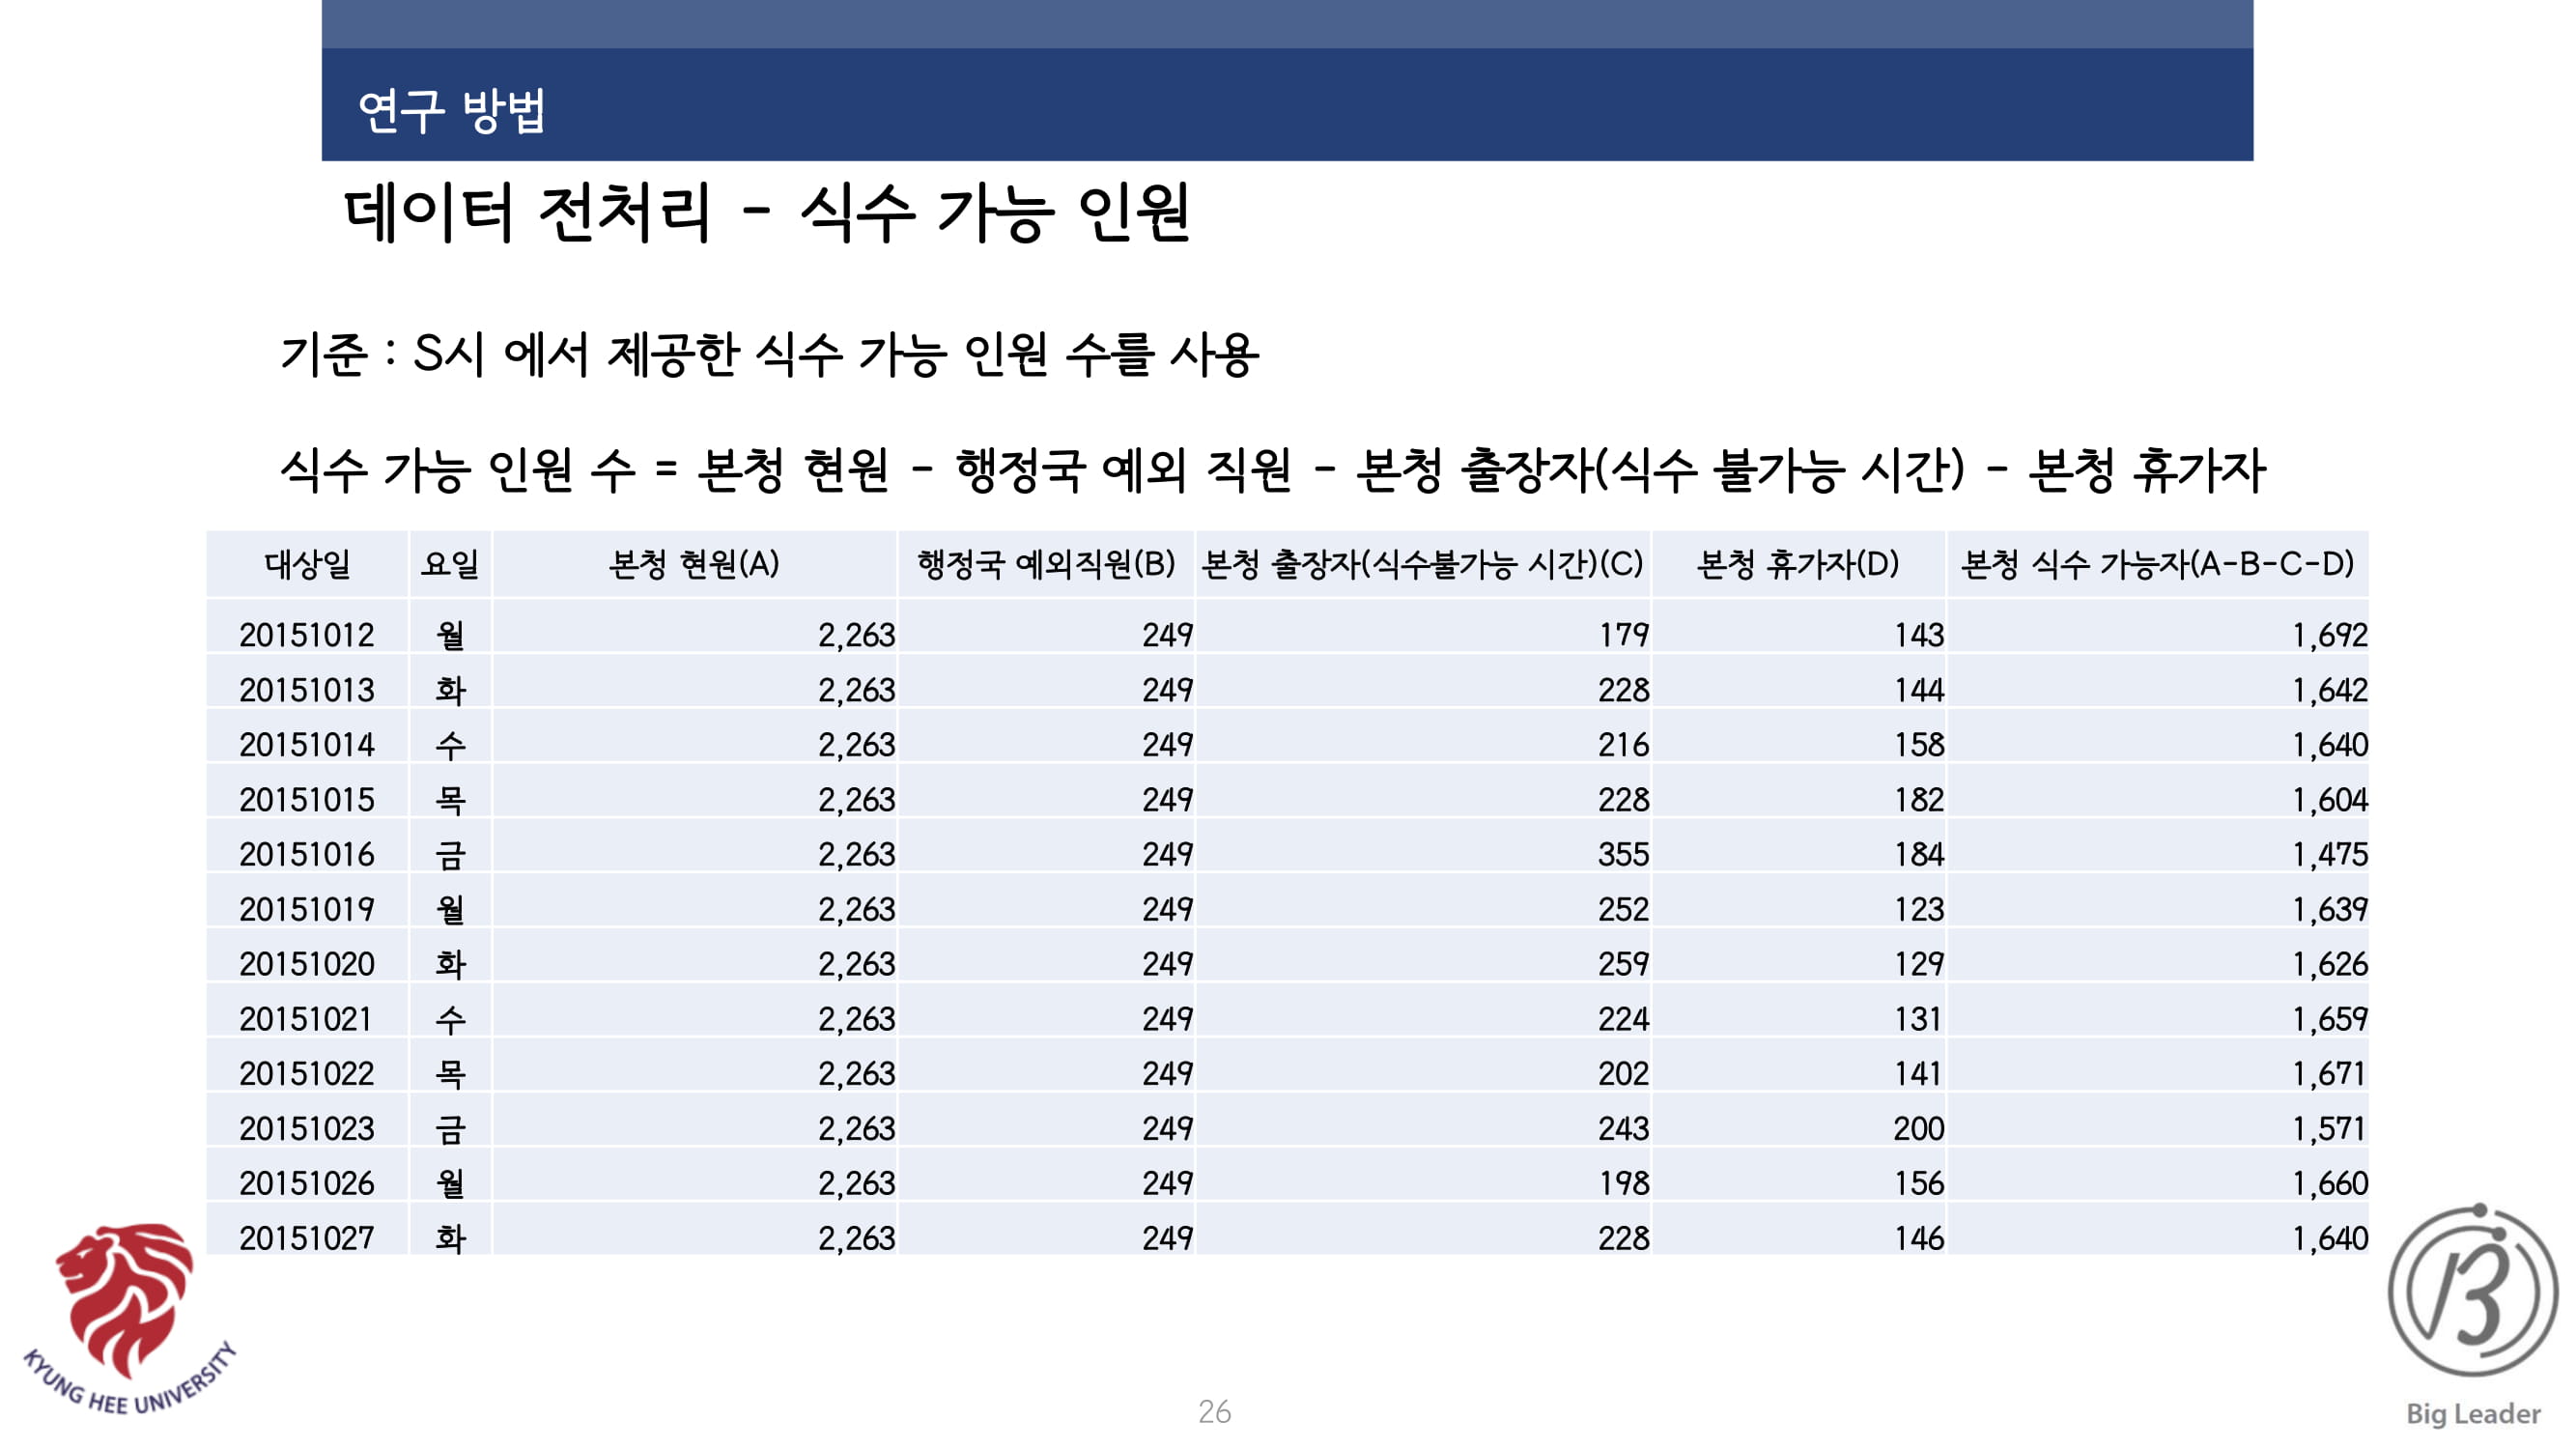 연구 방법
데이터 전처리 - 식수 가능 인원
기준 : S시 에서 제공한 식수 가능 인원 수를 사용
식수 가능 인원 수 = 본청 현원 - 행정국 예외 직원 - 본청 출장자(식수 불가능 시간) - 본청 휴가자
대상일 요일 본청 현원(A) 행정국 예외직원(B) 본청 출장자(식수불가능 시간)(C) 본청 휴가자(D) 본청 식수 가능자(A-B-C-D)
20151012 월 2,263 249 179 143 1,692
20151013 화 2,263 249 228 144 1,642
20151014 수 2,263 249 216 158 1,640
20151015 목 2,263 249 228 182 1,604
20151016 금 2,263 249 355 184 1,475
20151019 월 2,263 249 252 123 1,639
20151020 화 2,263 249 259 129 1,626
20151021 수 2,263 249 224 131 1,659
20151022 목 2,263 249 202 141 1,671
20151023 금 2,263 249 243 200 1,571
20151026 월 2,263 249 198 156 1,660
20151027 화 2,263 249 228 146 1,640
KYUNG HEE UNIVERSITY
26
Big Leader